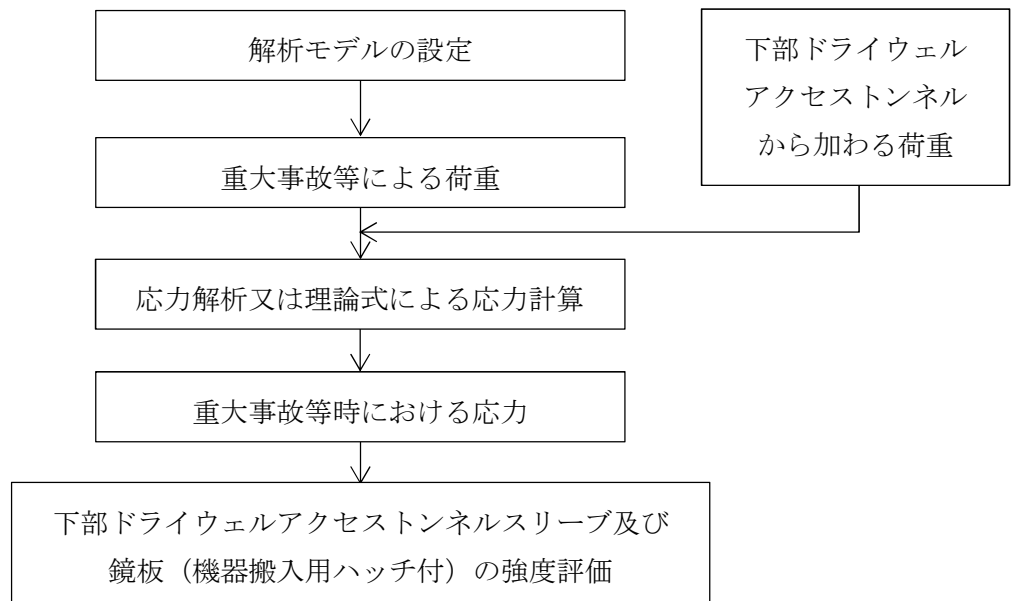 解析モデルの設定
下部ドライウェル
アクセストンネル
から加わる荷重
重大事故等による荷重
応力解析又は理論式による応力計算
重大事故等時における応力
下部ドライウェルアクセストンネルスリーブ及び
鏡板（機器搬入用ハッチ付）の強度評価